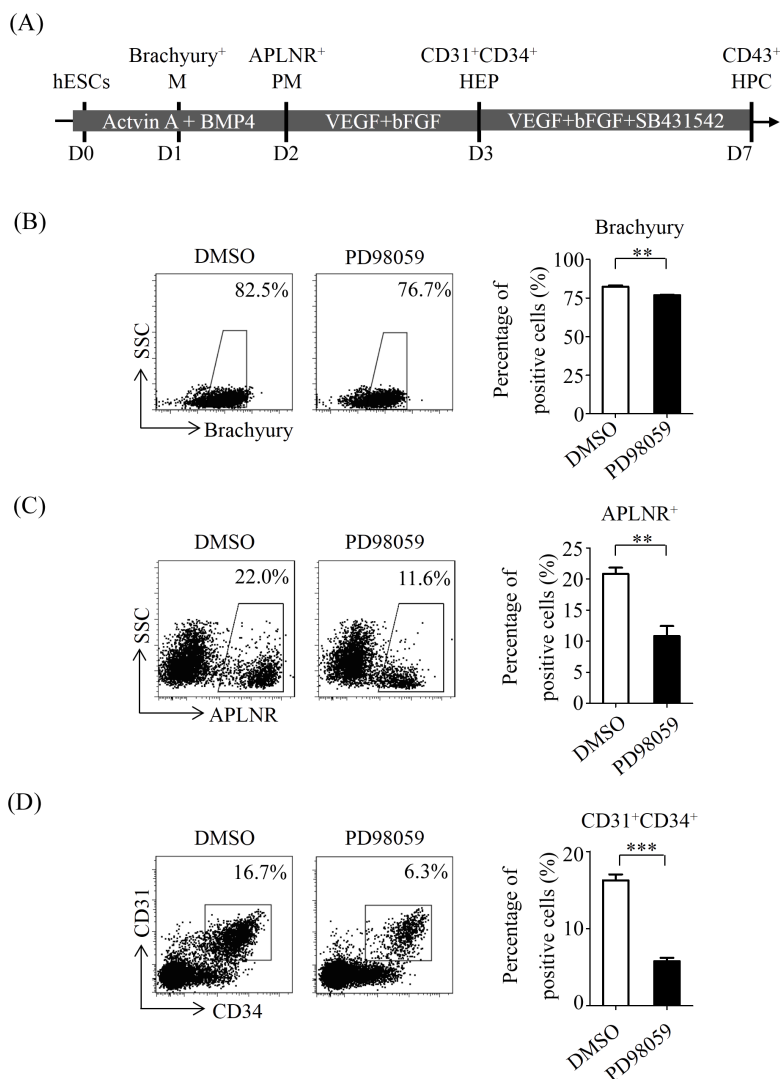 (A)
Brachyury⁺ APLNR⁺ CD31⁺CD34⁺ CD43⁺
hESCs M PM HEP HPC
Actvin A + BMP4 VEGF+bFGF VEGF+bFGF+SB431542
D0 D1 D2 D3 D7
(B)
DMSO PD98059
82.5% 76.7%
SSC
Brachyury
Brachyury
**
Percentage of
positive cells (%)
100
75
50
25
0
DMSO
PD98059
(C)
DMSO PD98059
22.0% 11.6%
SSC
APLNR
APLNR⁺
**
Percentage of
positive cells (%)
25
20
15
10
5
0
DMSO
PD98059
(D)
DMSO PD98059
16.7% 6.3%
CD31
CD34
CD31⁺CD34⁺
***
Percentage of
positive cells (%)
20
10
0
DMSO
PD98059